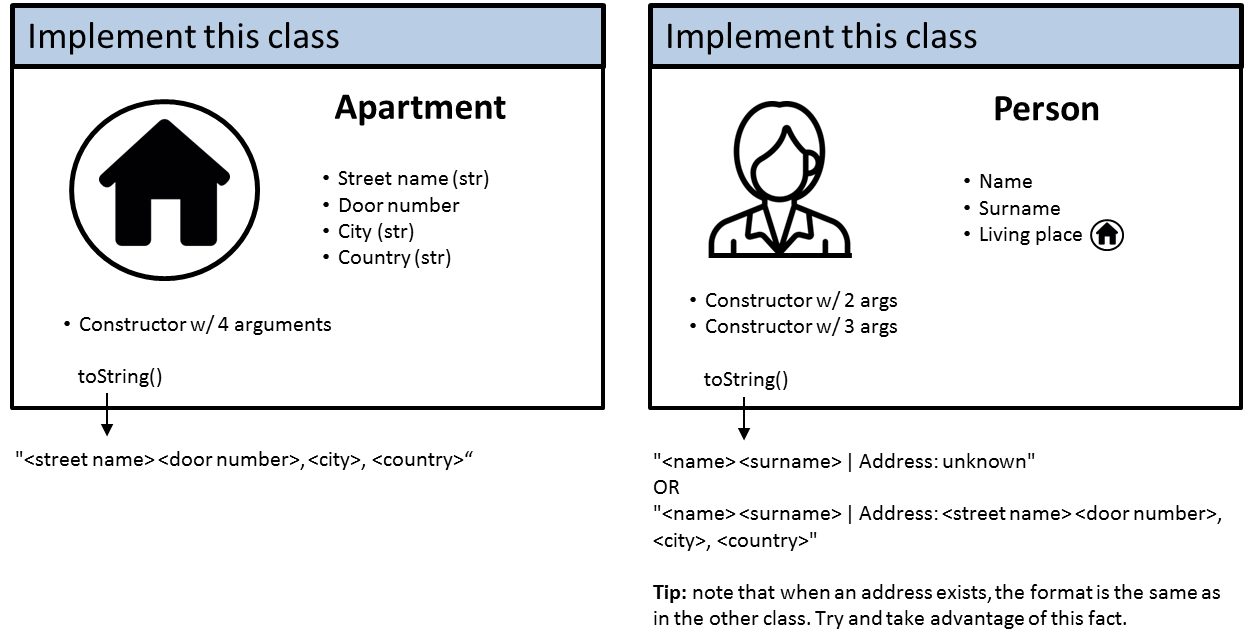 Implement this class
Apartment
• Street name (str)
• Door number
• City (str)
• Country (str)
• Constructor w/ 4 arguments
toString()
"<street name> <door number>, <city>, <country>“
Implement this class
Person
• Name
• Surname
• Living place
• Constructor w/ 2 args
• Constructor w/ 3 args
toString()
"<name> <surname> | Address: unknown"
OR
"<name> <surname> | Address: <street name> <door number>,
<city>, <country>"
Tip: note that when an address exists, the format is the same as
in the other class. Try and take advantage of this fact.